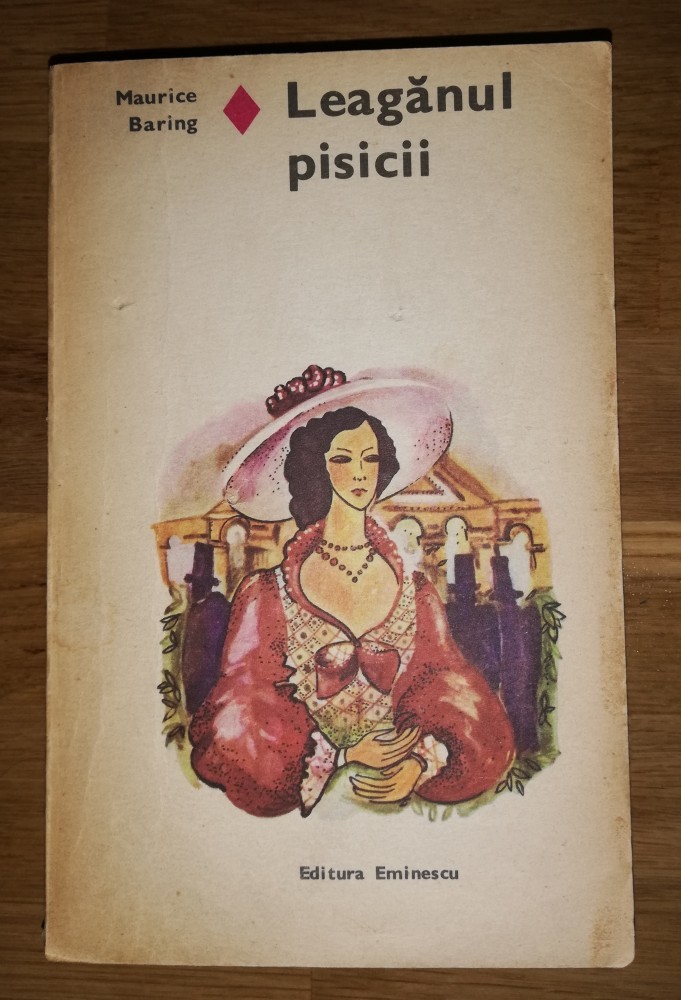 Maurice
Baring
Leagănul
pisicii
Editura Eminescu